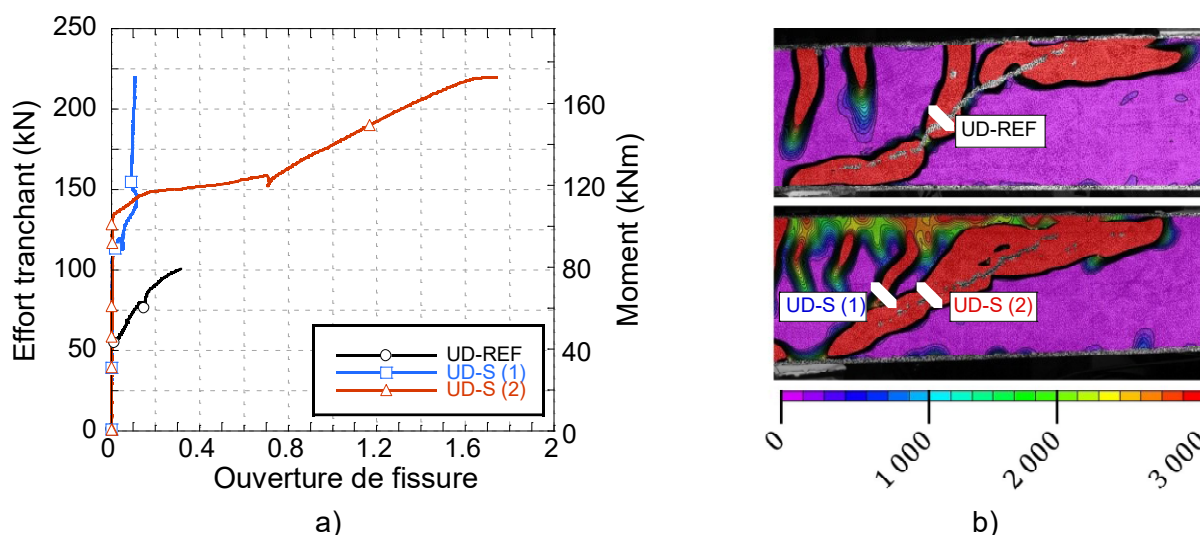 250
200
150
100
50
0
Effort tranchant (kN)
160
120
80
40
0
Moment (kNm)
UD-REF
UD-S (1)
UD-S (2)
0 0.4 0.8 1.2 1.6 2
Ouverture de fissure
a)
UD-REF
UD-S (1) UD-S (2)
0 1 000 2 000 3 000
b)